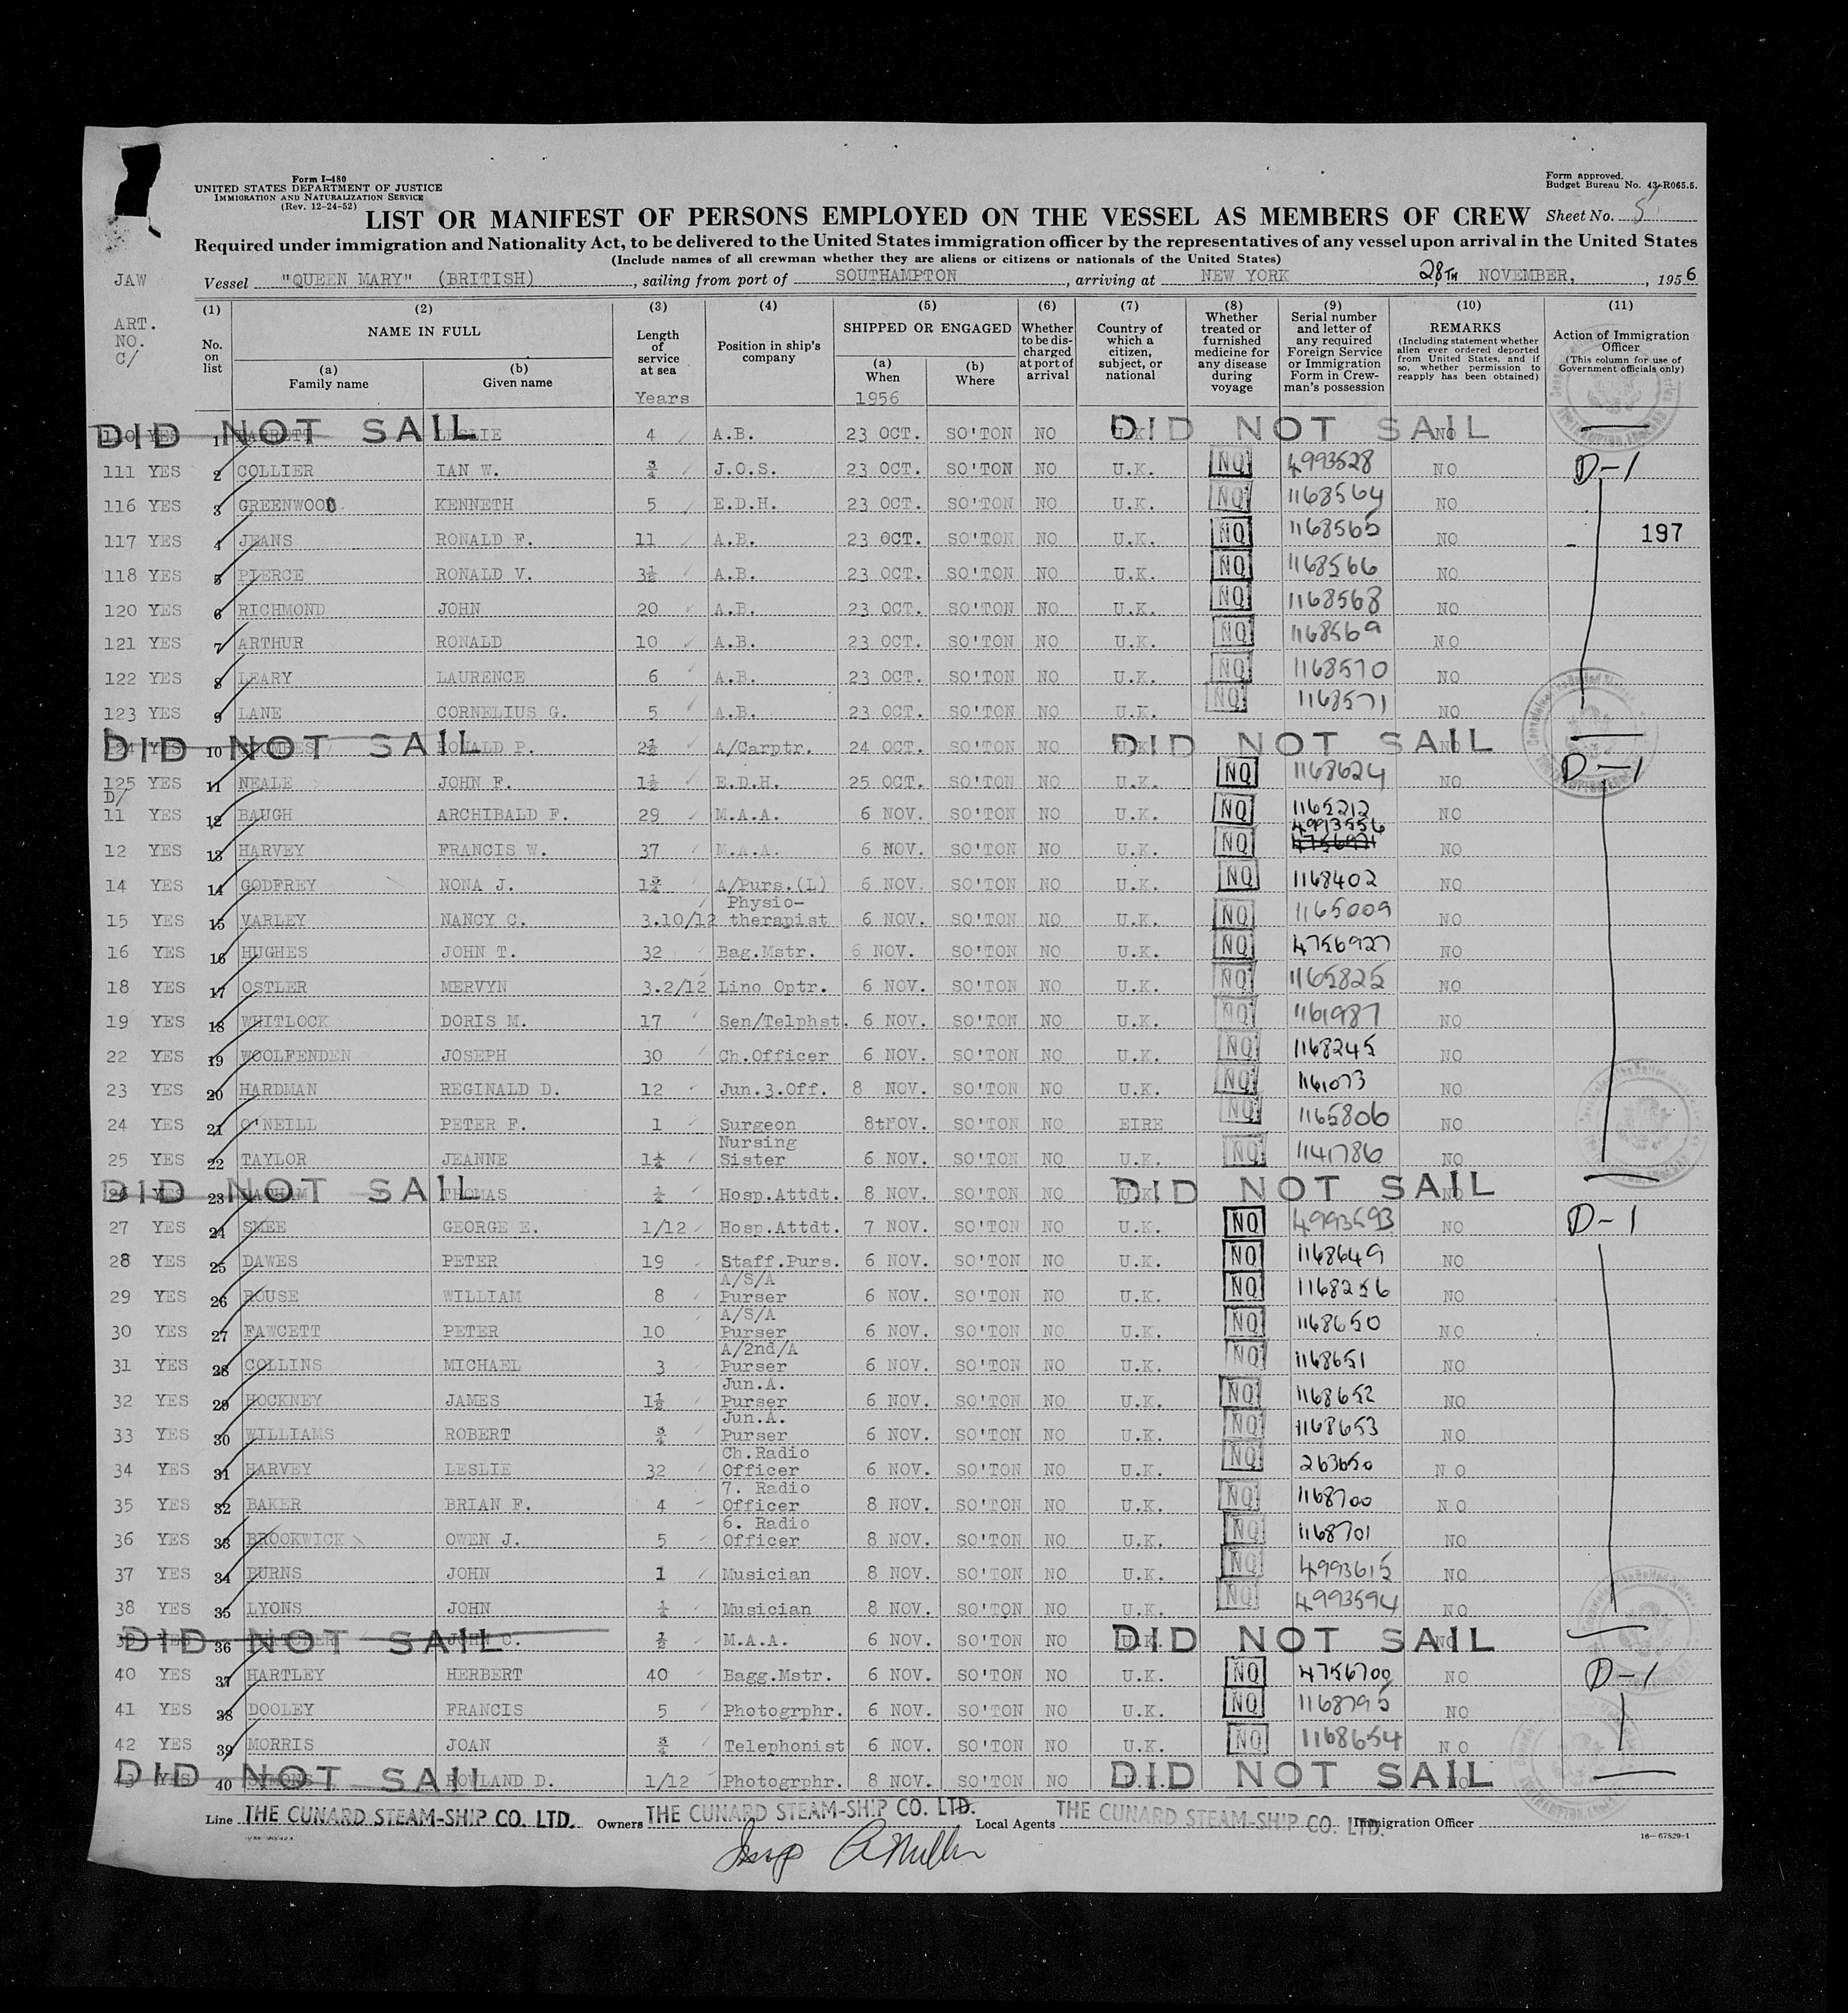 Form I-480
UNITED STATES DEPARTMENT OF JUSTICE
IMMIGRATION AND NATURALIZATION SERVICE
(Rev. 12-24-52)
Form approved.
Budget Bureau No. 43-R065.5.
LIST OR MANIFEST OF PERSONS EMPLOYED ON THE VESSEL AS MEMBERS OF CREW Sheet No. 5
Required under immigration and Nationality Act, to be delivered to the United States immigration officer by the representatives of any vessel upon arrival in the United States
(Include names of all crewman whether they are aliens or citizens or nationals of the United States)
JAW Vessel "QUEEN MARY" (BRITISH), sailing from port of SOUTHAMPTON, arriving at NEW YORK 28TH NOVEMBER, 1956
ART. NO. C/
(1) No. on list
(2) NAME IN FULL (a) Family name (b) Given name
(3) Length of service at sea Years
(4) Position in ship's company
(5) SHIPPED OR ENGAGED (a) When 1956 (b) Where
(6) Whether to be discharged at port of arrival
(7) Country of which a citizen, subject, or national
(8) Whether treated or furnished medicine for any disease during voyage
(9) Serial number and letter of any required Foreign Service or Immigration Form in Crewman's possession
(10) REMARKS (Including statement whether alien ever ordered deported from United States, and if so, whether permission to reapply has been obtained)
(11) Action of Immigration Officer (This column for use of Government officials only)
DID NOT SAIL 1 LESLIE 4 A.B. 23 OCT. SO'TON NO DID NOT SAIL NO
111 YES 2 COLLIER IAN W. 3/4 J.O.S. 23 OCT. SO'TON NO U.K. NO 4993528 NO D-1
116 YES 3 GREENWOOD KENNETH 5 E.D.H. 23 OCT. SO'TON NO U.K. NO 1168564 NO
117 YES 4 JEANS RONALD F. 11 A.B. 23 OCT. SO'TON NO U.K. NO 1168565 NO 197
118 YES 5 PIERCE RONALD V. 3½ A.B. 23 OCT. SO'TON NO U.K. NO 1168566 NO
120 YES 6 RICHMOND JOHN 20 A.B. 23 OCT. SO'TON NO U.K. NO 1168568 NO
121 YES 7 ARTHUR RONALD 10 A.B. 23 OCT. SO'TON NO U.K. NO 1168569 NO
122 YES 8 LEARY LAURENCE 6 A.B. 23 OCT. SO'TON NO U.K. NO 1168570 NO
123 YES 9 LANE CORNELIUS G. 5 A.B. 23 OCT. SO'TON NO U.K. NO 1168571 NO
DID NOT SAIL 10 RONALD P. 2½ A/Carptr. 24 OCT. SO'TON NO DID NOT SAIL NO
125 YES 11 NEALE JOHN F. 1½ E.D.H. 25 OCT. SO'TON NO U.K. NO 1168624 NO D-1
D/
11 YES 12 BAUGH ARCHIBALD F. 29 M.A.A. 6 NOV. SO'TON NO U.K. NO 1165212 NO
12 YES 13 HARVEY FRANCIS W. 37 M.A.A. 6 NOV. SO'TON NO U.K. NO 4993556 NO
14 YES 14 GODFREY NONA J. 1¾ A/Purs.(L) 6 NOV. SO'TON NO U.K. NO 1168402 NO
15 YES 15 VARLEY NANCY C. 3.10/12 Physio-therapist 6 NOV. SO'TON NO U.K. NO 1165009 NO
16 YES 16 HUGHES JOHN T. 32 Bag.Mstr. 6 NOV. SO'TON NO U.K. NO 4756927 NO
18 YES 17 OSTLER MERVYN 3.2/12 Lino Optr. 6 NOV. SO'TON NO U.K. NO 1165825 NO
19 YES 18 WHITLOCK DORIS M. 17 Sen/Telphst. 6 NOV. SO'TON NO U.K. NO 1161987 NO
22 YES 19 WOOLFENDEN JOSEPH 30 Ch.Officer 6 NOV. SO'TON NO U.K. NO 1168245 NO
23 YES 20 HARDMAN REGINALD D. 12 Jun.3.Off. 8 NOV. SO'TON NO U.K. NO 1161073 NO
24 YES 21 O'NEILL PETER F. 1 Surgeon 8tNOV. SO'TON NO EIRE NO 1165806 NO
25 YES 22 TAYLOR JEANNE 1¼ Nursing Sister 6 NOV. SO'TON NO U.K. NO 1141786 NO
DID NOT SAIL 23 THOMAS Hosp.Attdt. 8 NOV. SO'TON NO DID NOT SAIL
27 YES 24 SMEE GEORGE E. 1/12 Hosp.Attdt. 7 NOV. SO'TON NO U.K. NO 4993593 NO D-1
28 YES 25 DAWES PETER 19 Staff.Purs. 6 NOV. SO'TON NO U.K. NO 1168649 NO
29 YES 26 ROUSE WILLIAM 8 A/S/A Purser 6 NOV. SO'TON NO U.K. NO 1168256 NO
30 YES 27 FAWCETT PETER 10 A/S/A Purser 6 NOV. SO'TON NO U.K. NO 1168650 NO
31 YES 28 COLLINS MICHAEL 3 A/2nd/A Purser 6 NOV. SO'TON NO U.K. NO 1168651 NO
32 YES 29 HOCKNEY JAMES 1½ Jun.A. Purser 6 NOV. SO'TON NO U.K. NO 1168652 NO
33 YES 30 WILLIAMS ROBERT ¾ Jun.A. Purser 6 NOV. SO'TON NO U.K. NO 1168653 NO
34 YES 31 HARVEY LESLIE 32 Ch.Radio Officer 6 NOV. SO'TON NO U.K. NO 263650 NO
35 YES 32 BAKER BRIAN F. 4 7. Radio Officer 8 NOV. SO'TON NO U.K. NO 1168700 NO
36 YES 33 BROOKWICK OWEN J. 5 6. Radio Officer 8 NOV. SO'TON NO U.K. NO 1168701 NO
37 YES 34 BURNS JOHN 1 Musician 8 NOV. SO'TON NO U.K. NO 4993615 NO
38 YES 35 LYONS JOHN Musician 8 NOV. SO'TON NO U.K. NO 4993594 NO
DID NOT SAIL 36 JOHN C. ½ M.A.A. 6 NOV. SO'TON NO DID NOT SAIL
40 YES 37 HARTLEY HERBERT 40 Bagg.Mstr. 6 NOV. SO'TON NO U.K. NO 4756700 NO D-1
41 YES 38 DOOLEY FRANCIS 5 Photogrphr. 6 NOV. SO'TON NO U.K. NO 1168795 NO
42 YES 39 MORRIS JOAN ¾ Telephonist 6 NOV. SO'TON NO U.K. NO 1168654 NO
DID NOT SAIL 40 ROWLAND D. 1/12 Photogrphr. 8 NOV. SO'TON NO DID NOT SAIL
Line THE CUNARD STEAM-SHIP CO. LTD. Owners THE CUNARD STEAM-SHIP CO. LTD. Local Agents THE CUNARD STEAM-SHIP CO. LTD. Immigration Officer
16—67829-1